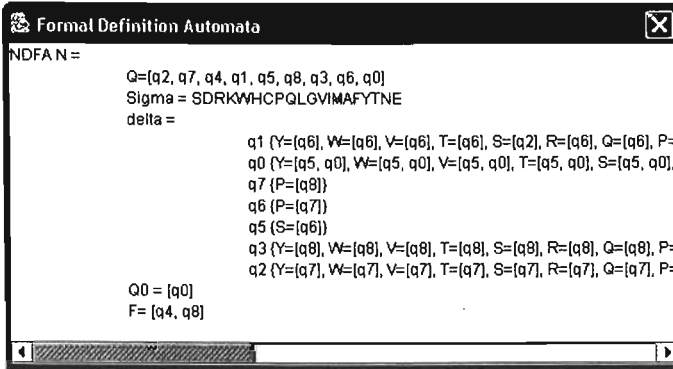 Formal Definition Automata
NDFA N =
Q=[q2, q7, q4, q1, q5, q8, q3, q6, q0]
Sigma = SDRKWHCPQLGVIMAFYTNE
delta =
q1 {Y=[q6], W=[q6], V=[q6], T=[q6], S=[q2], R=[q6], Q=[q6], P=
q0 {Y=[q5, q0], W=[q5, q0], V=[q5, q0], T=[q5, q0], S=[q5, q0],
q7 {P=[q8]}
q6 {P=[q7]}
q5 {S=[q6]}
q3 {Y=[q8], W=[q8], V=[q8], T=[q8], S=[q8], R=[q8], Q=[q8], P=
q2 {Y=[q7], W=[q7], V=[q7], T=[q7], S=[q7], R=[q7], Q=[q7], P=
Q0 = [q0]
F= [q4, q8]